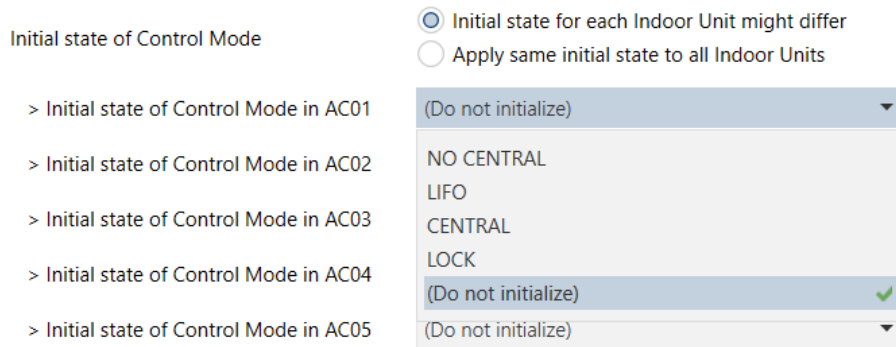 Initial state of Control Mode
Initial state for each Indoor Unit might differ
Apply same initial state to all Indoor Units
> Initial state of Control Mode in AC01
(Do not initialize)
> Initial state of Control Mode in AC02
NO CENTRAL
LIFO
> Initial state of Control Mode in AC03
CENTRAL
LOCK
> Initial state of Control Mode in AC04
(Do not initialize)
> Initial state of Control Mode in AC05
(Do not initialize)